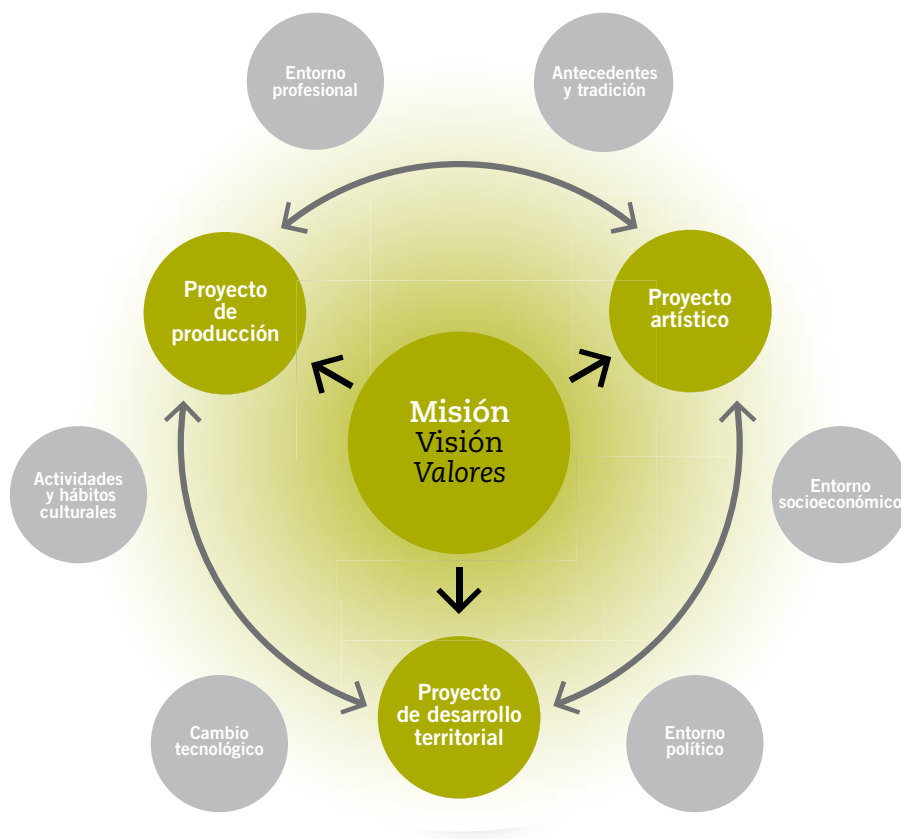 Entorno
profesional
Antecedentes
y tradición
Proyecto
de
producción
Proyecto
artístico
Misión
Visión
Valores
Actividades
y hábitos
culturales
Entorno
socioeconómico
Proyecto
de desarrollo
territorial
Cambio
tecnológico
Entorno
político